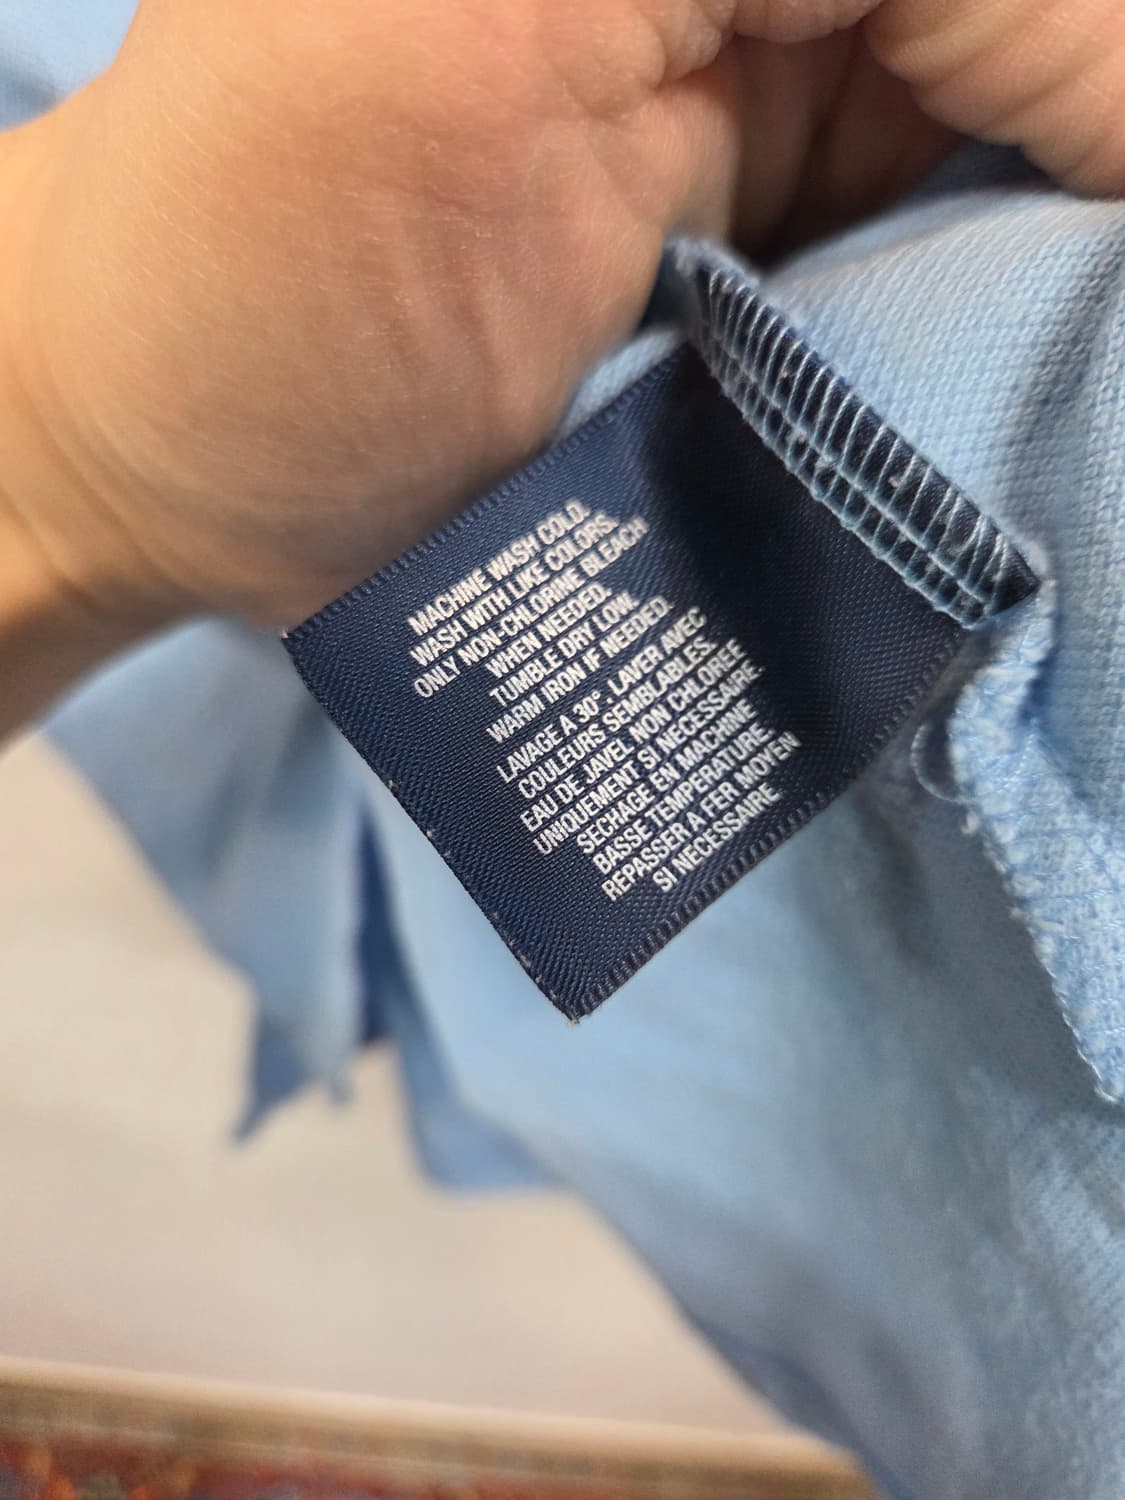 MACHINE WASH COLD.
WASH WITH LIKE COLORS.
ONLY NON-CHLORINE BLEACH
WHEN NEEDED.
TUMBLE DRY LOW.
WARM IRON IF NEEDED.
LAVAGE A 30°. LAVER AVEC
COULEURS SEMBLABLES.
EAU DE JAVEL NON CHLOREE
UNIQUEMENT SI NECESSAIRE.
SECHAGE EN MACHINE
BASSE TEMPERATURE.
REPASSER A FER MOYEN
SI NECESSAIRE.